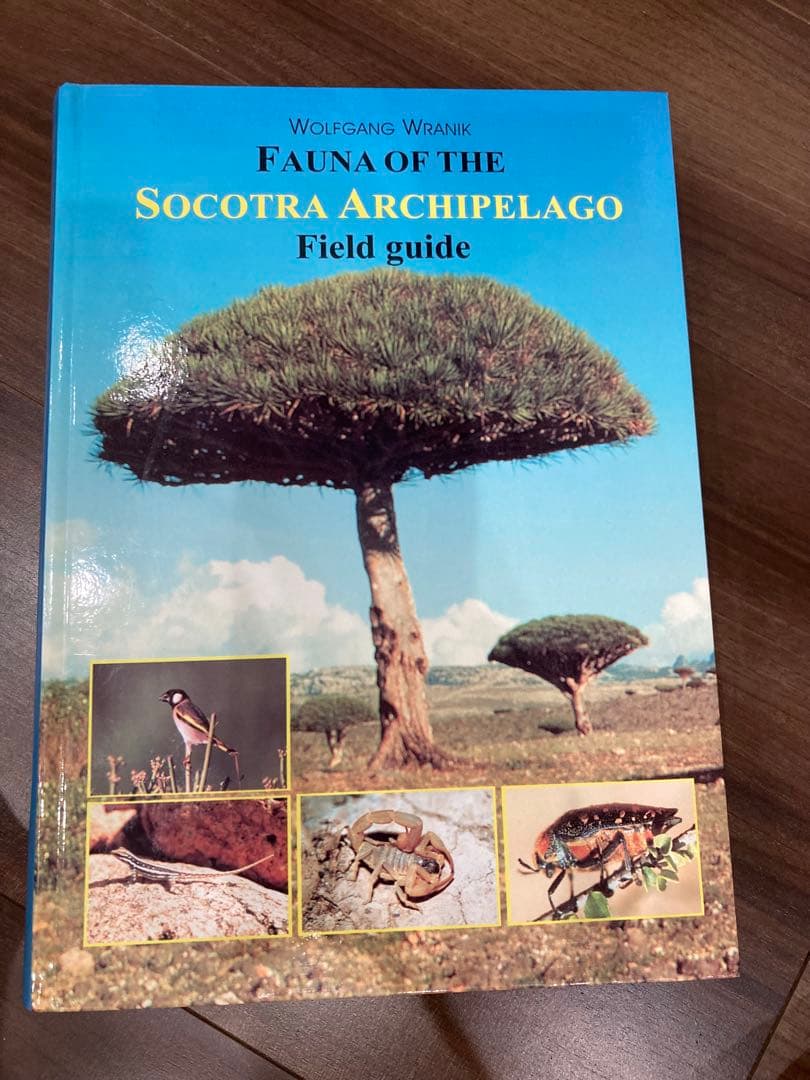 WOLFGANG WRANIK
FAUNA OF THE
SOCOTRA ARCHIPELAGO
Field guide